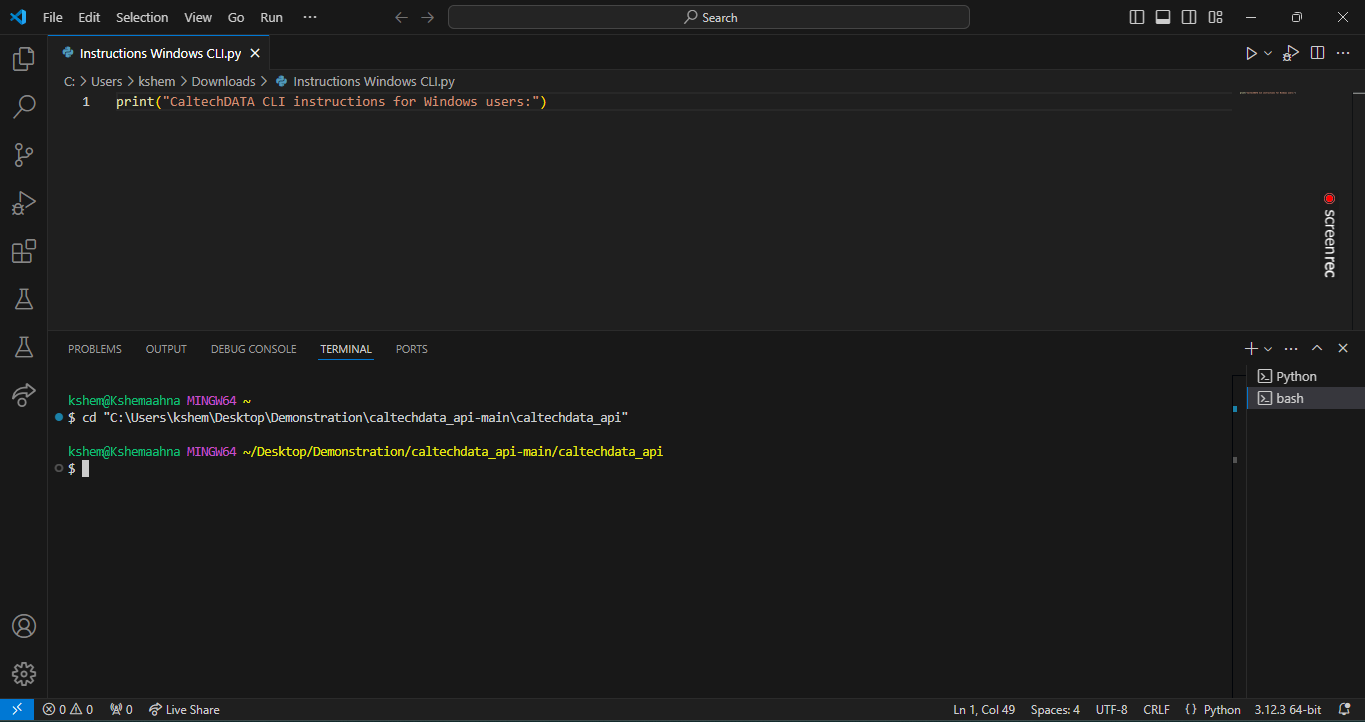 File Edit Selection View Go Run ··· Search
Instructions Windows CLI.py
C: > Users > kshem > Downloads > Instructions Windows CLI.py
1 print("CaltechDATA CLI instructions for Windows users:")
screenrec
PROBLEMS OUTPUT DEBUG CONSOLE TERMINAL PORTS
Python
bash
kshem@Kshemaahna MINGW64 ~
$ cd "C:\Users\kshem\Desktop\Demonstration\caltechdata_api-main\caltechdata_api"
kshem@Kshemaahna MINGW64 ~/Desktop/Demonstration/caltechdata_api-main/caltechdata_api
$
0 0 0 Live Share Ln 1, Col 49 Spaces: 4 UTF-8 CRLF {} Python 3.12.3 64-bit